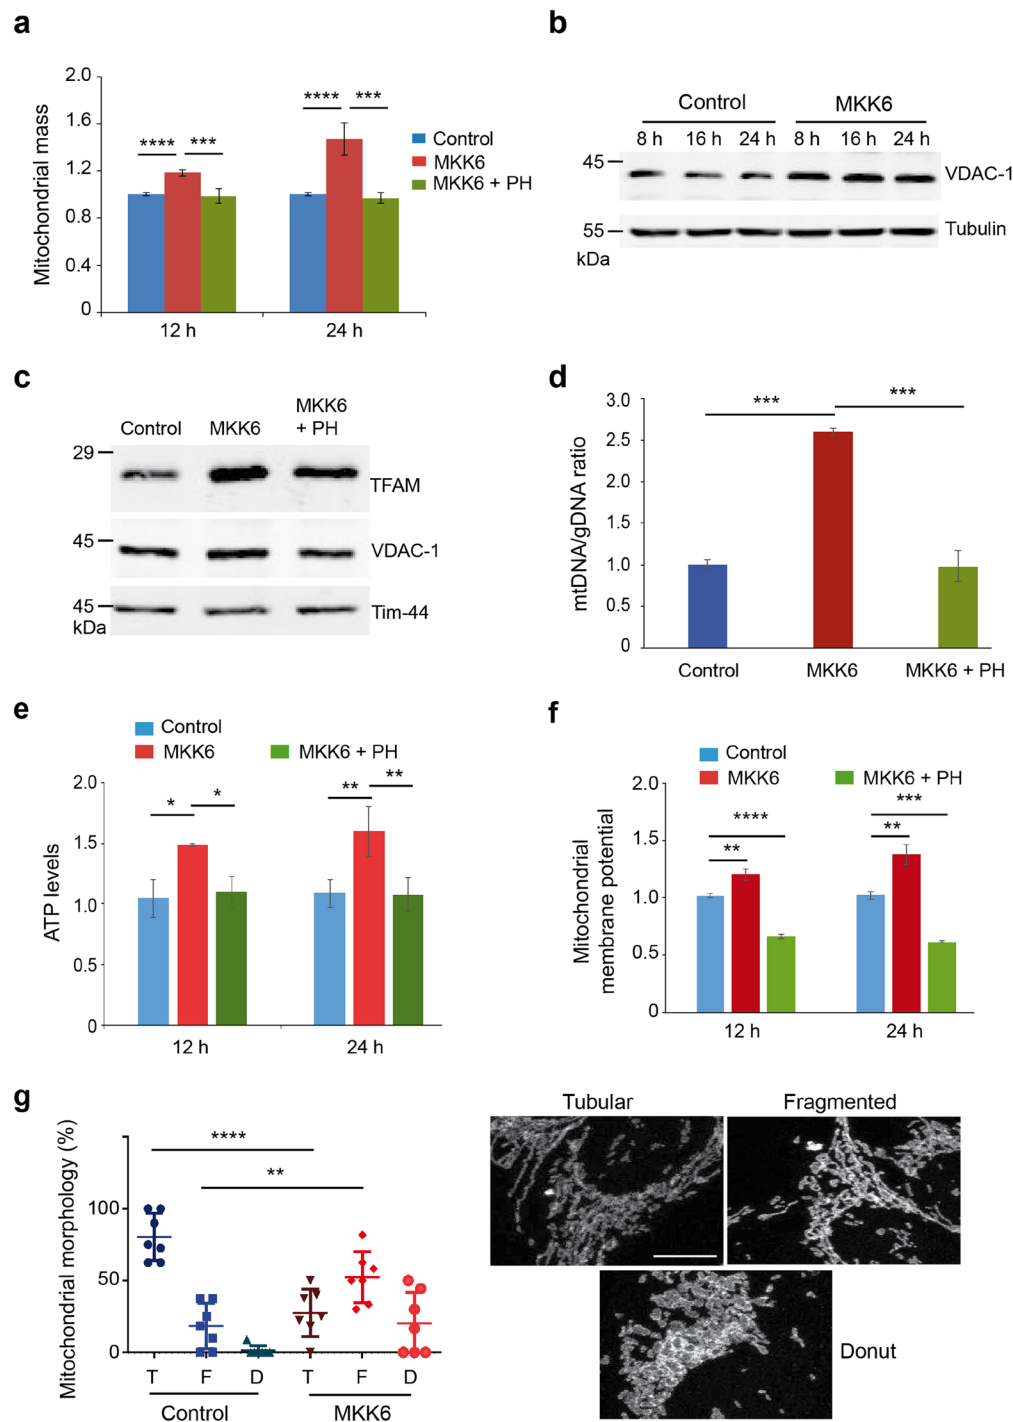 a
2.0
1.6
1.2
0.8
0.4
0
Mitochondrial mass
**** ***
**** ***
12 h 24 h
Control
MKK6
MKK6 + PH
b
Control MKK6
8 h 16 h 24 h 8 h 16 h 24 h
45
VDAC-1
55
Tubulin
kDa
c
Control MKK6 MKK6
+ PH
29
TFAM
45
VDAC-1
45
Tim-44
kDa
d
3.0
2.5
2.0
1.5
1.0
0.5
0
mtDNA/gDNA ratio
*** ***
Control MKK6 MKK6 + PH
e
Control
MKK6 MKK6 + PH
2.0
1.5
1.0
0.5
0
ATP levels
* *
** **
12 h 24 h
f
Control
MKK6 MKK6 + PH
2.0
1.5
1.0
0.5
0
Mitochondrial
membrane potential
****
**
***
**
12 h 24 h
g
Mitochondrial morphology (%)
100
50
0
****
**
T F D T F D
Control MKK6
Tubular Fragmented
Donut